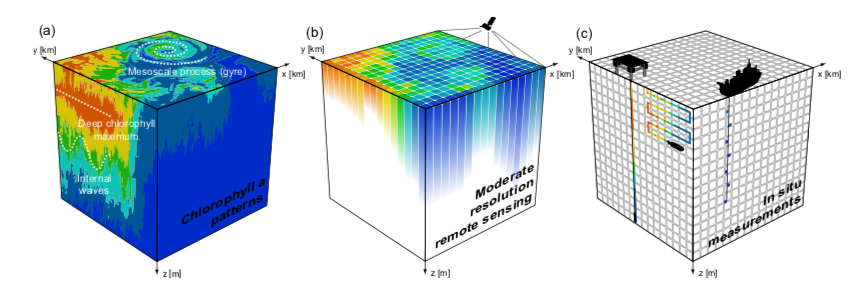 (a)
y [km]
x [km]
Mesoscale process (gyre)
Deep chlorophyll
maximum
Internal
waves
Chlorophyll a
patterns
z [m]
(b)
y [km]
x [km]
Moderate
resolution
remote sensing
z [m]
(c)
y [km]
x [km]
In situ
measurements
z [m]